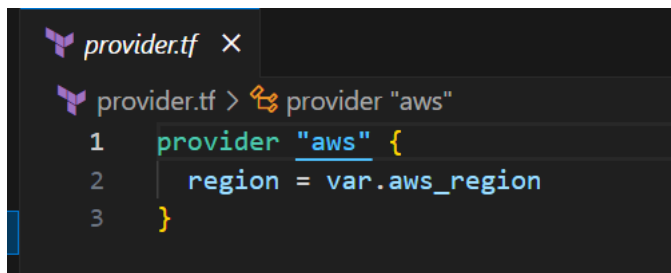 provider.tf ×
provider.tf > provider "aws"
1 provider "aws" {
2 region = var.aws_region
3 }